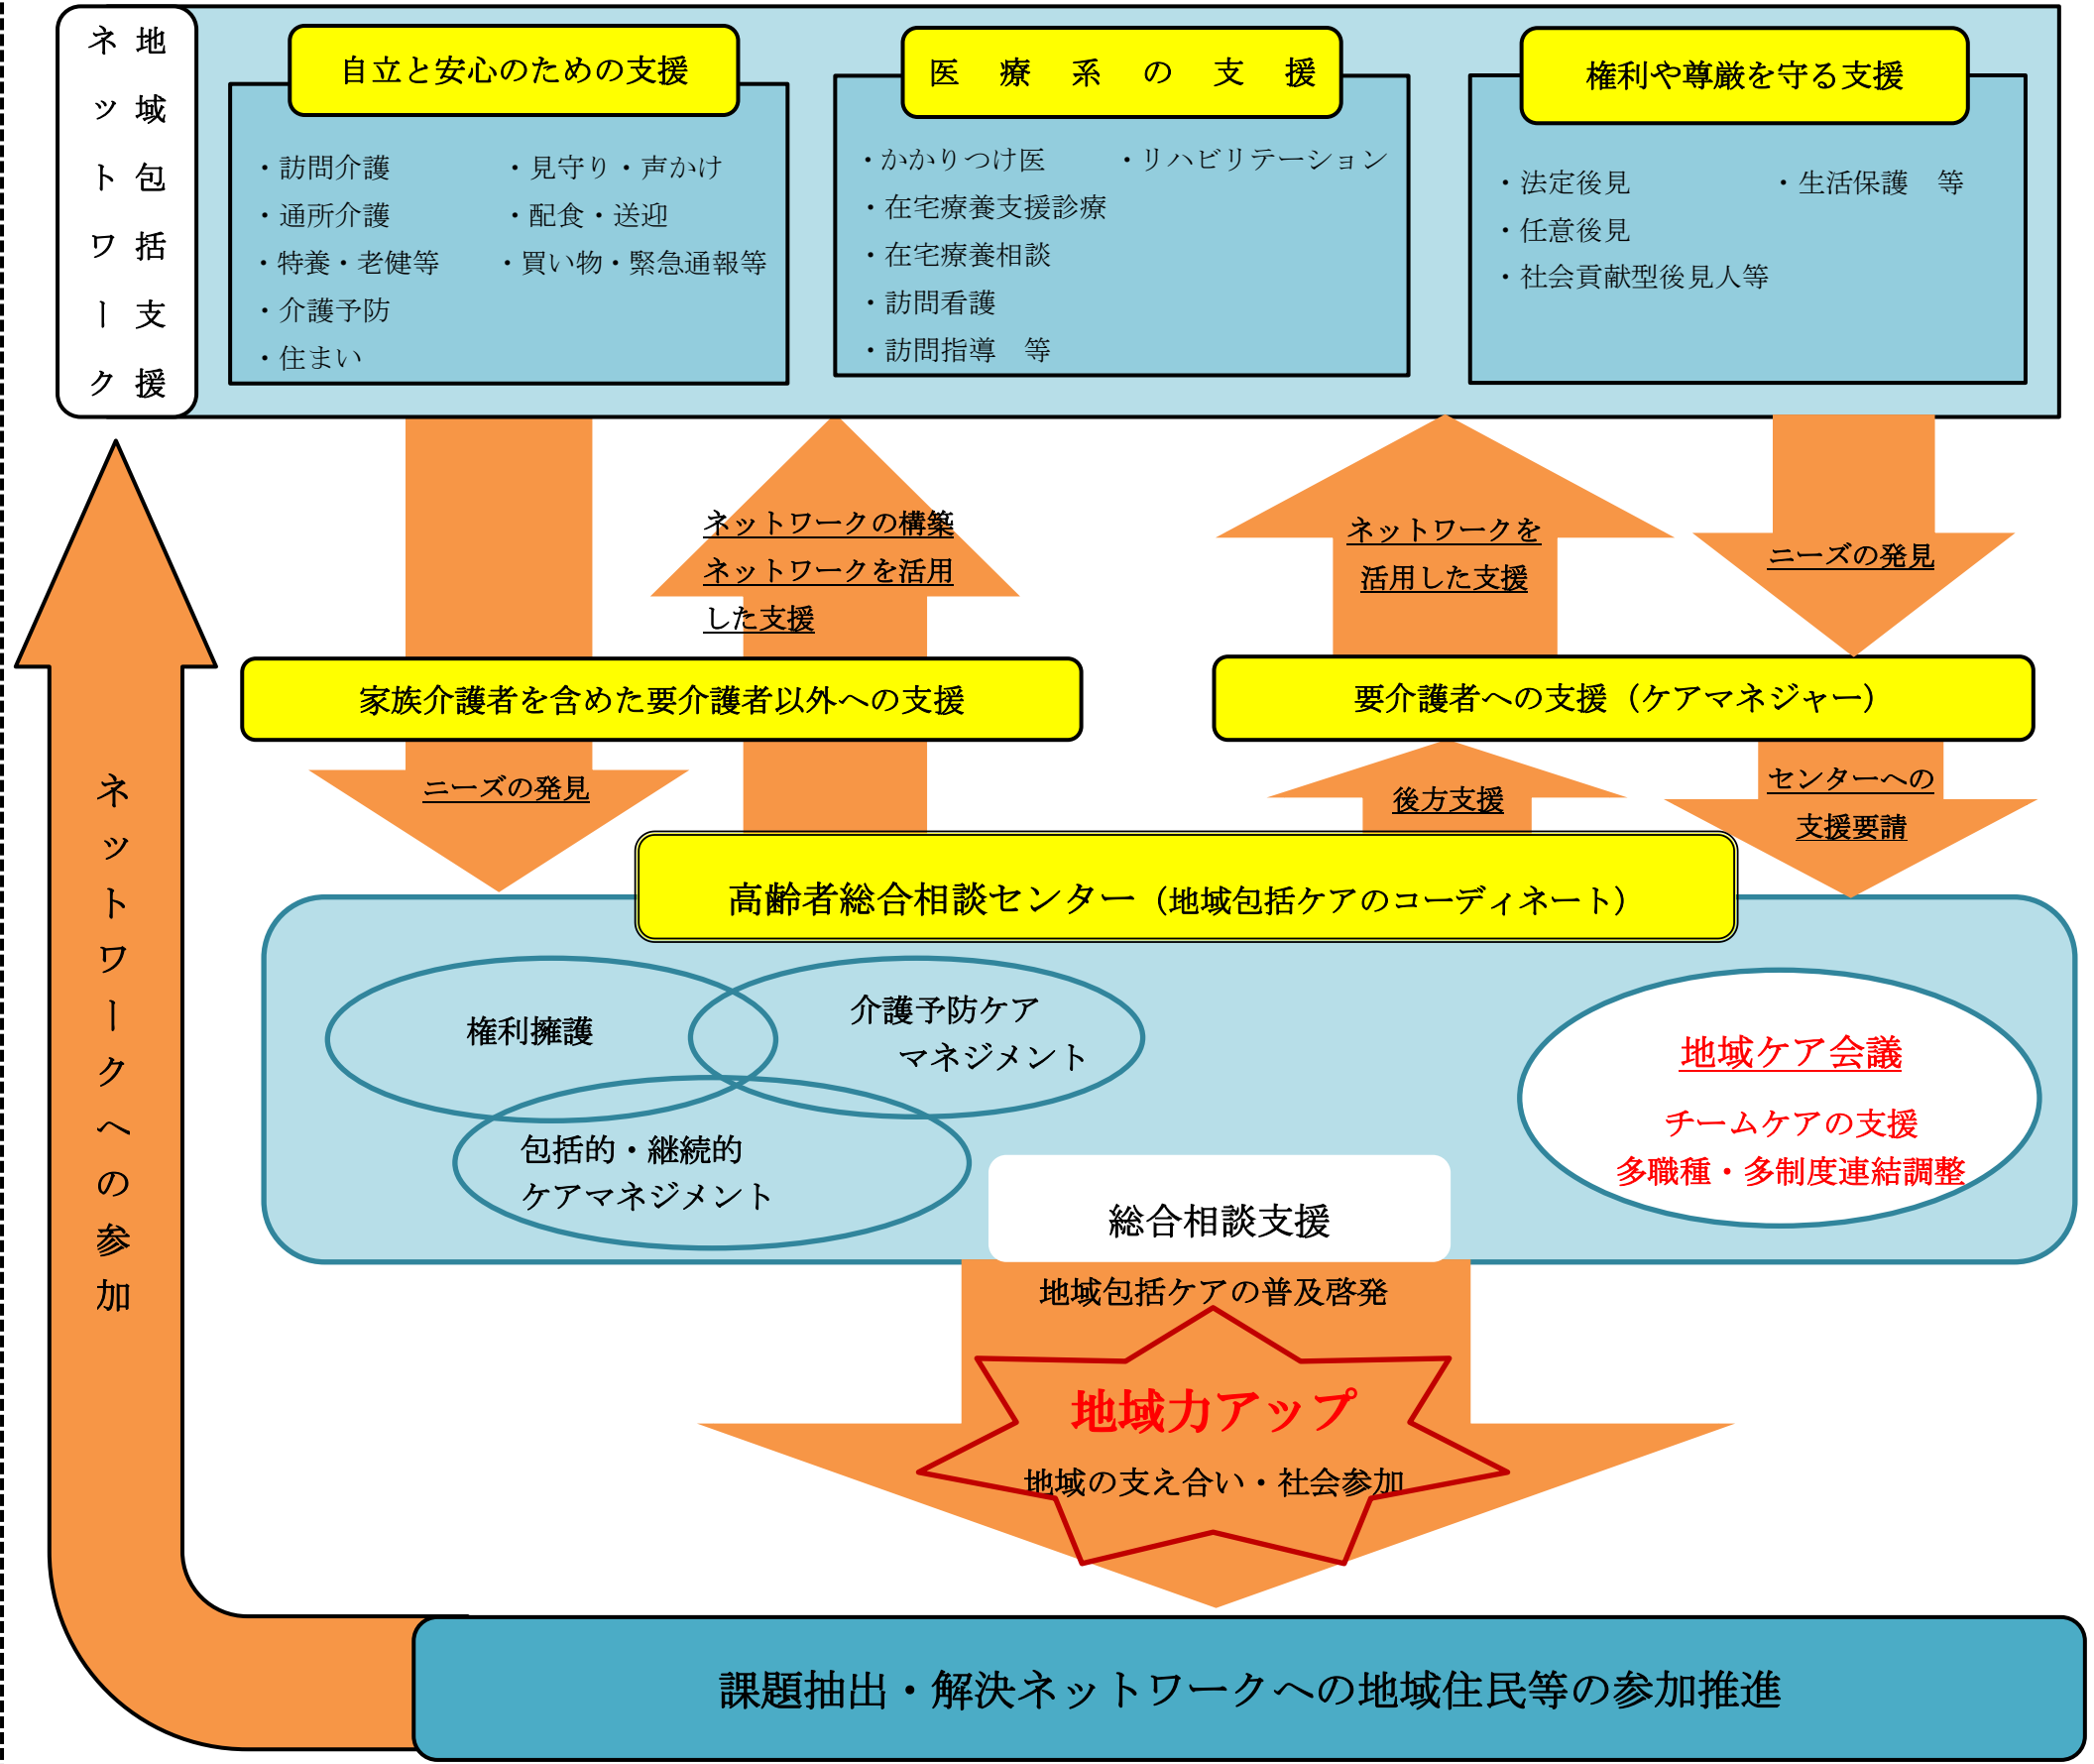 地域包括支援
ネットワーク
自立と安心のための支援
・訪問介護　・見守り・声かけ
・通所介護　・配食・送迎
・特養・老健等　・買い物・緊急通報等
・介護予防
・住まい
医療系の支援
・かかりつけ医　・リハビリテーション
・在宅療養支援診療
・在宅療養相談
・訪問看護
・訪問指導　等
権利や尊厳を守る支援
・法定後見　・生活保護　等
・任意後見
・社会貢献型後見人等
ネットワークの構築
ネットワークを活用
した支援
ネットワークを
活用した支援
ニーズの発見
家族介護者を含めた要介護者以外への支援
要介護者への支援（ケアマネジャー）
ニーズの発見
後方支援
センターへの
支援要請
高齢者総合相談センター（地域包括ケアのコーディネート）
権利擁護
介護予防ケア
マネジメント
包括的・継続的
ケアマネジメント
総合相談支援
地域ケア会議
チームケアの支援
多職種・多制度連結調整
ネットワークへの参加
地域包括ケアの普及啓発
地域力アップ
地域の支え合い・社会参加
課題抽出・解決ネットワークへの地域住民等の参加推進